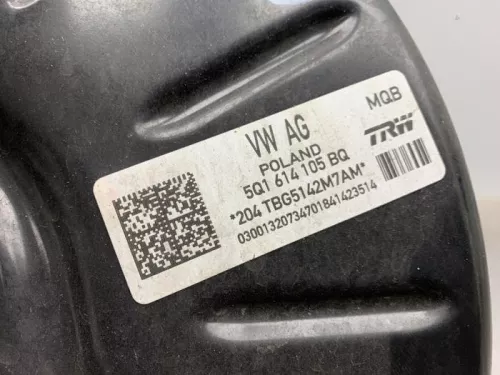 VW AG
MQB
POLAND
TRW
5Q1 614 105 BQ
*204 TBG5142M7AM*
03001320734701841423514